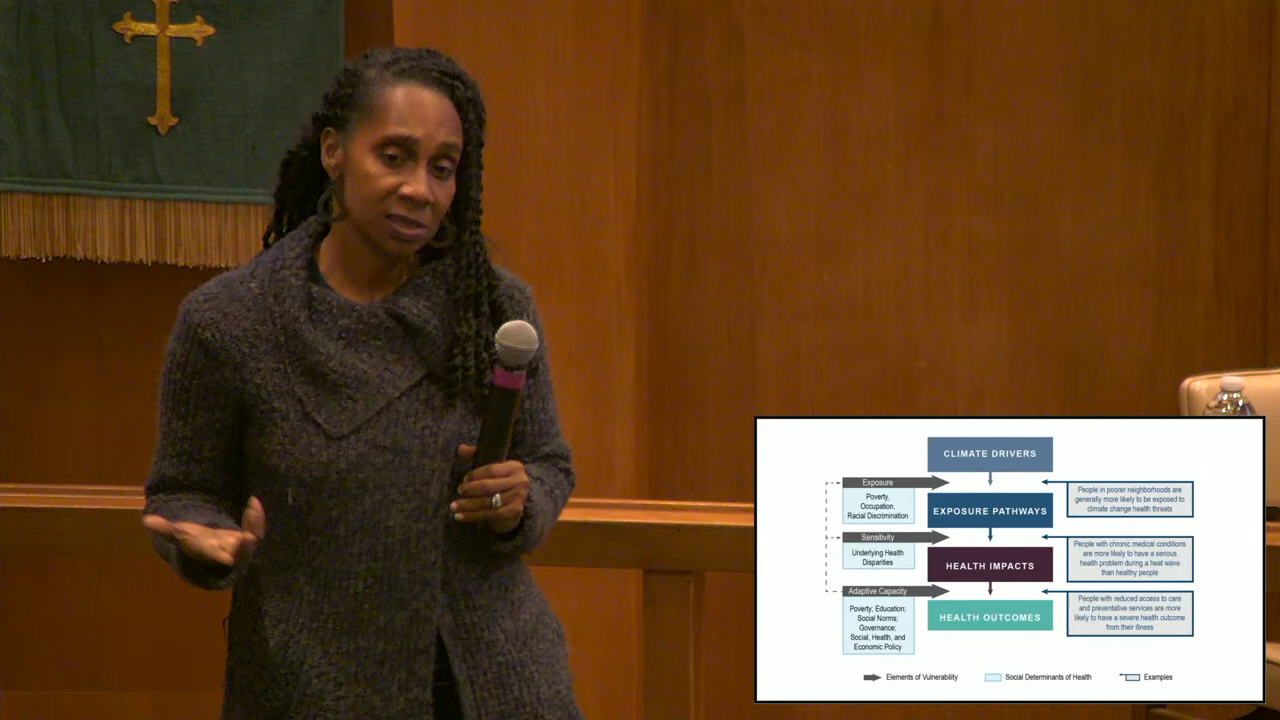 CLIMATE DRIVERS
Exposure
Poverty,
Occupation,
Racial Discrimination
People in poorer neighborhoods are
generally more likely to be exposed to
climate change health threats
EXPOSURE PATHWAYS
Sensitivity
Underlying Health
Disparities
People with chronic medical conditions
are more likely to have a serious
health problem during a heat wave
than healthy people
HEALTH IMPACTS
Adaptive Capacity
Poverty; Education;
Social Norms;
Governance;
Social, Health, and
Economic Policy
People with reduced access to care
and preventative services are more
likely to have a severe health outcome
from their illness
HEALTH OUTCOMES
Elements of Vulnerability
Social Determinants of Health
Examples